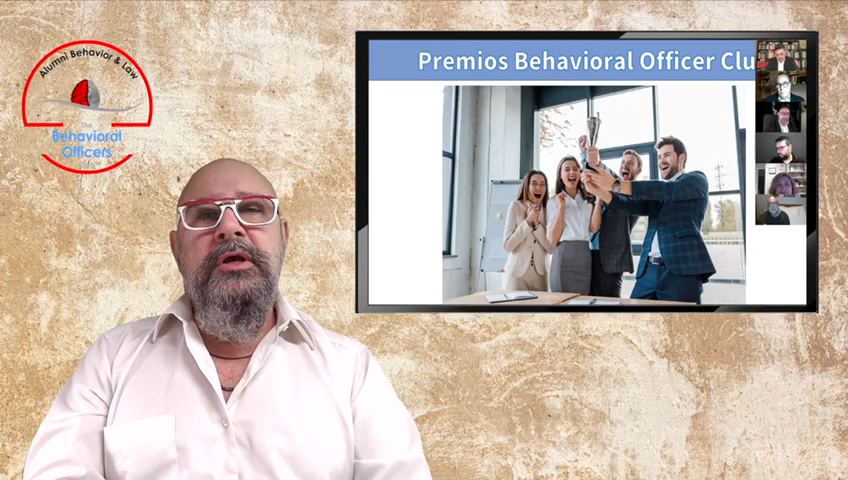 Alumni Behavior & Law
The
Behavioral
Officers
Premios Behavioral Officer Clu